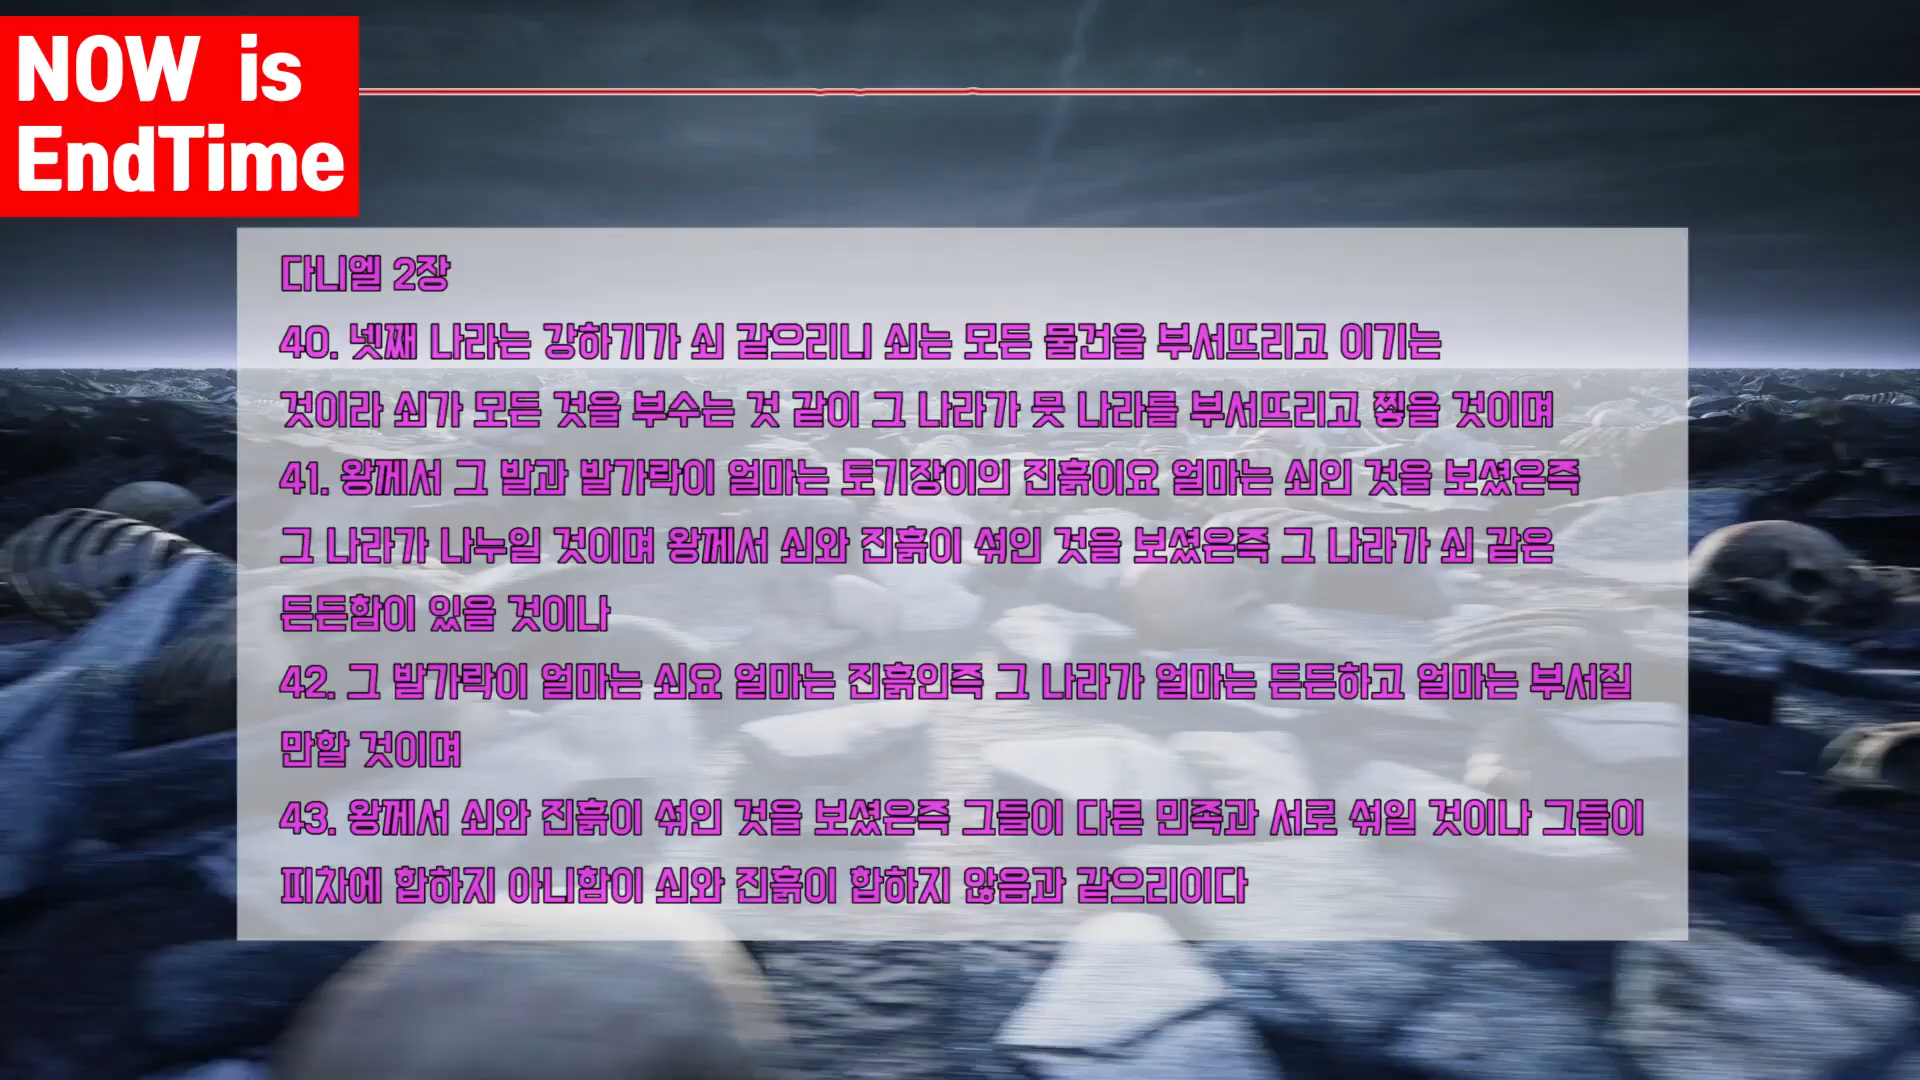 NOW is
EndTime
다니엘 2장
40. 넷째 나라는 강하기가 쇠 같으리니 쇠는 모든 물건을 부서뜨리고 이기는
것이라 쇠가 모든 것을 부수는 것 같이 그 나라가 뭇 나라를 부서뜨리고 찧을 것이며
41. 왕께서 그 발과 발가락이 얼마는 토기장이의 진흙이요 얼마는 쇠인 것을 보셨은즉
그 나라가 나누일 것이며 왕께서 쇠와 진흙이 섞인 것을 보셨은즉 그 나라가 쇠 같은
든든함이 있을 것이나
42. 그 발가락이 얼마는 쇠요 얼마는 진흙인즉 그 나라가 얼마는 든든하고 얼마는 부서질
만할 것이며
43. 왕께서 쇠와 진흙이 섞인 것을 보셨은즉 그들이 다른 민족과 서로 섞일 것이나 그들이
피차에 합하지 아니함이 쇠와 진흙이 합하지 않음과 같으리이다